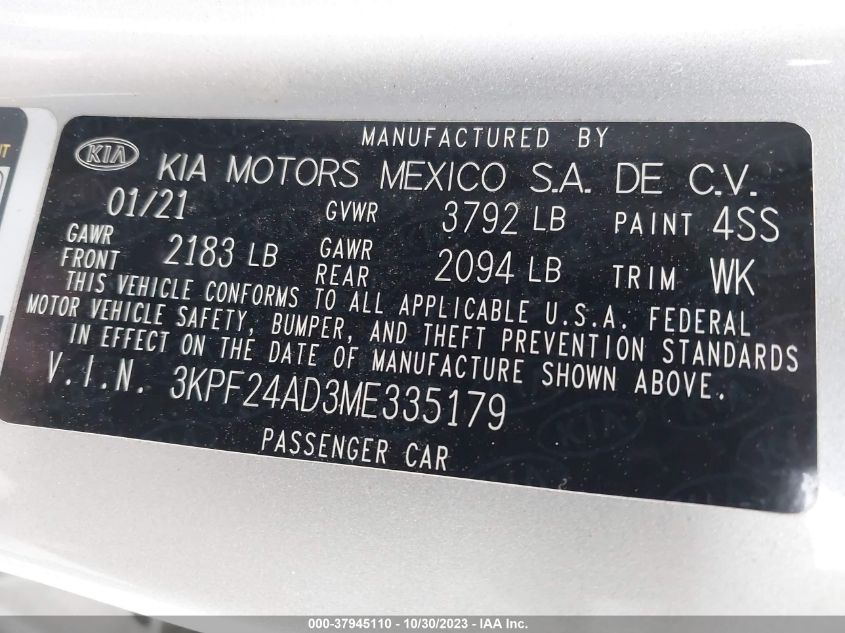 MANUFACTURED BY
KIA KIA MOTORS MEXICO S.A. DE C.V.
01/21 GVWR 3792 LB PAINT 4SS
GAWR FRONT 2183 LB GAWR REAR 2094 LB TRIM WK
THIS VEHICLE CONFORMS TO ALL APPLICABLE U.S.A. FEDERAL
MOTOR VEHICLE SAFETY, BUMPER, AND THEFT PREVENTION STANDARDS
IN EFFECT ON THE DATE OF MANUFACTURE SHOWN ABOVE.
V.I.N. 3KPF24AD3ME335179
PASSENGER CAR
000-37945110 - 10/30/2023 - IAA Inc.